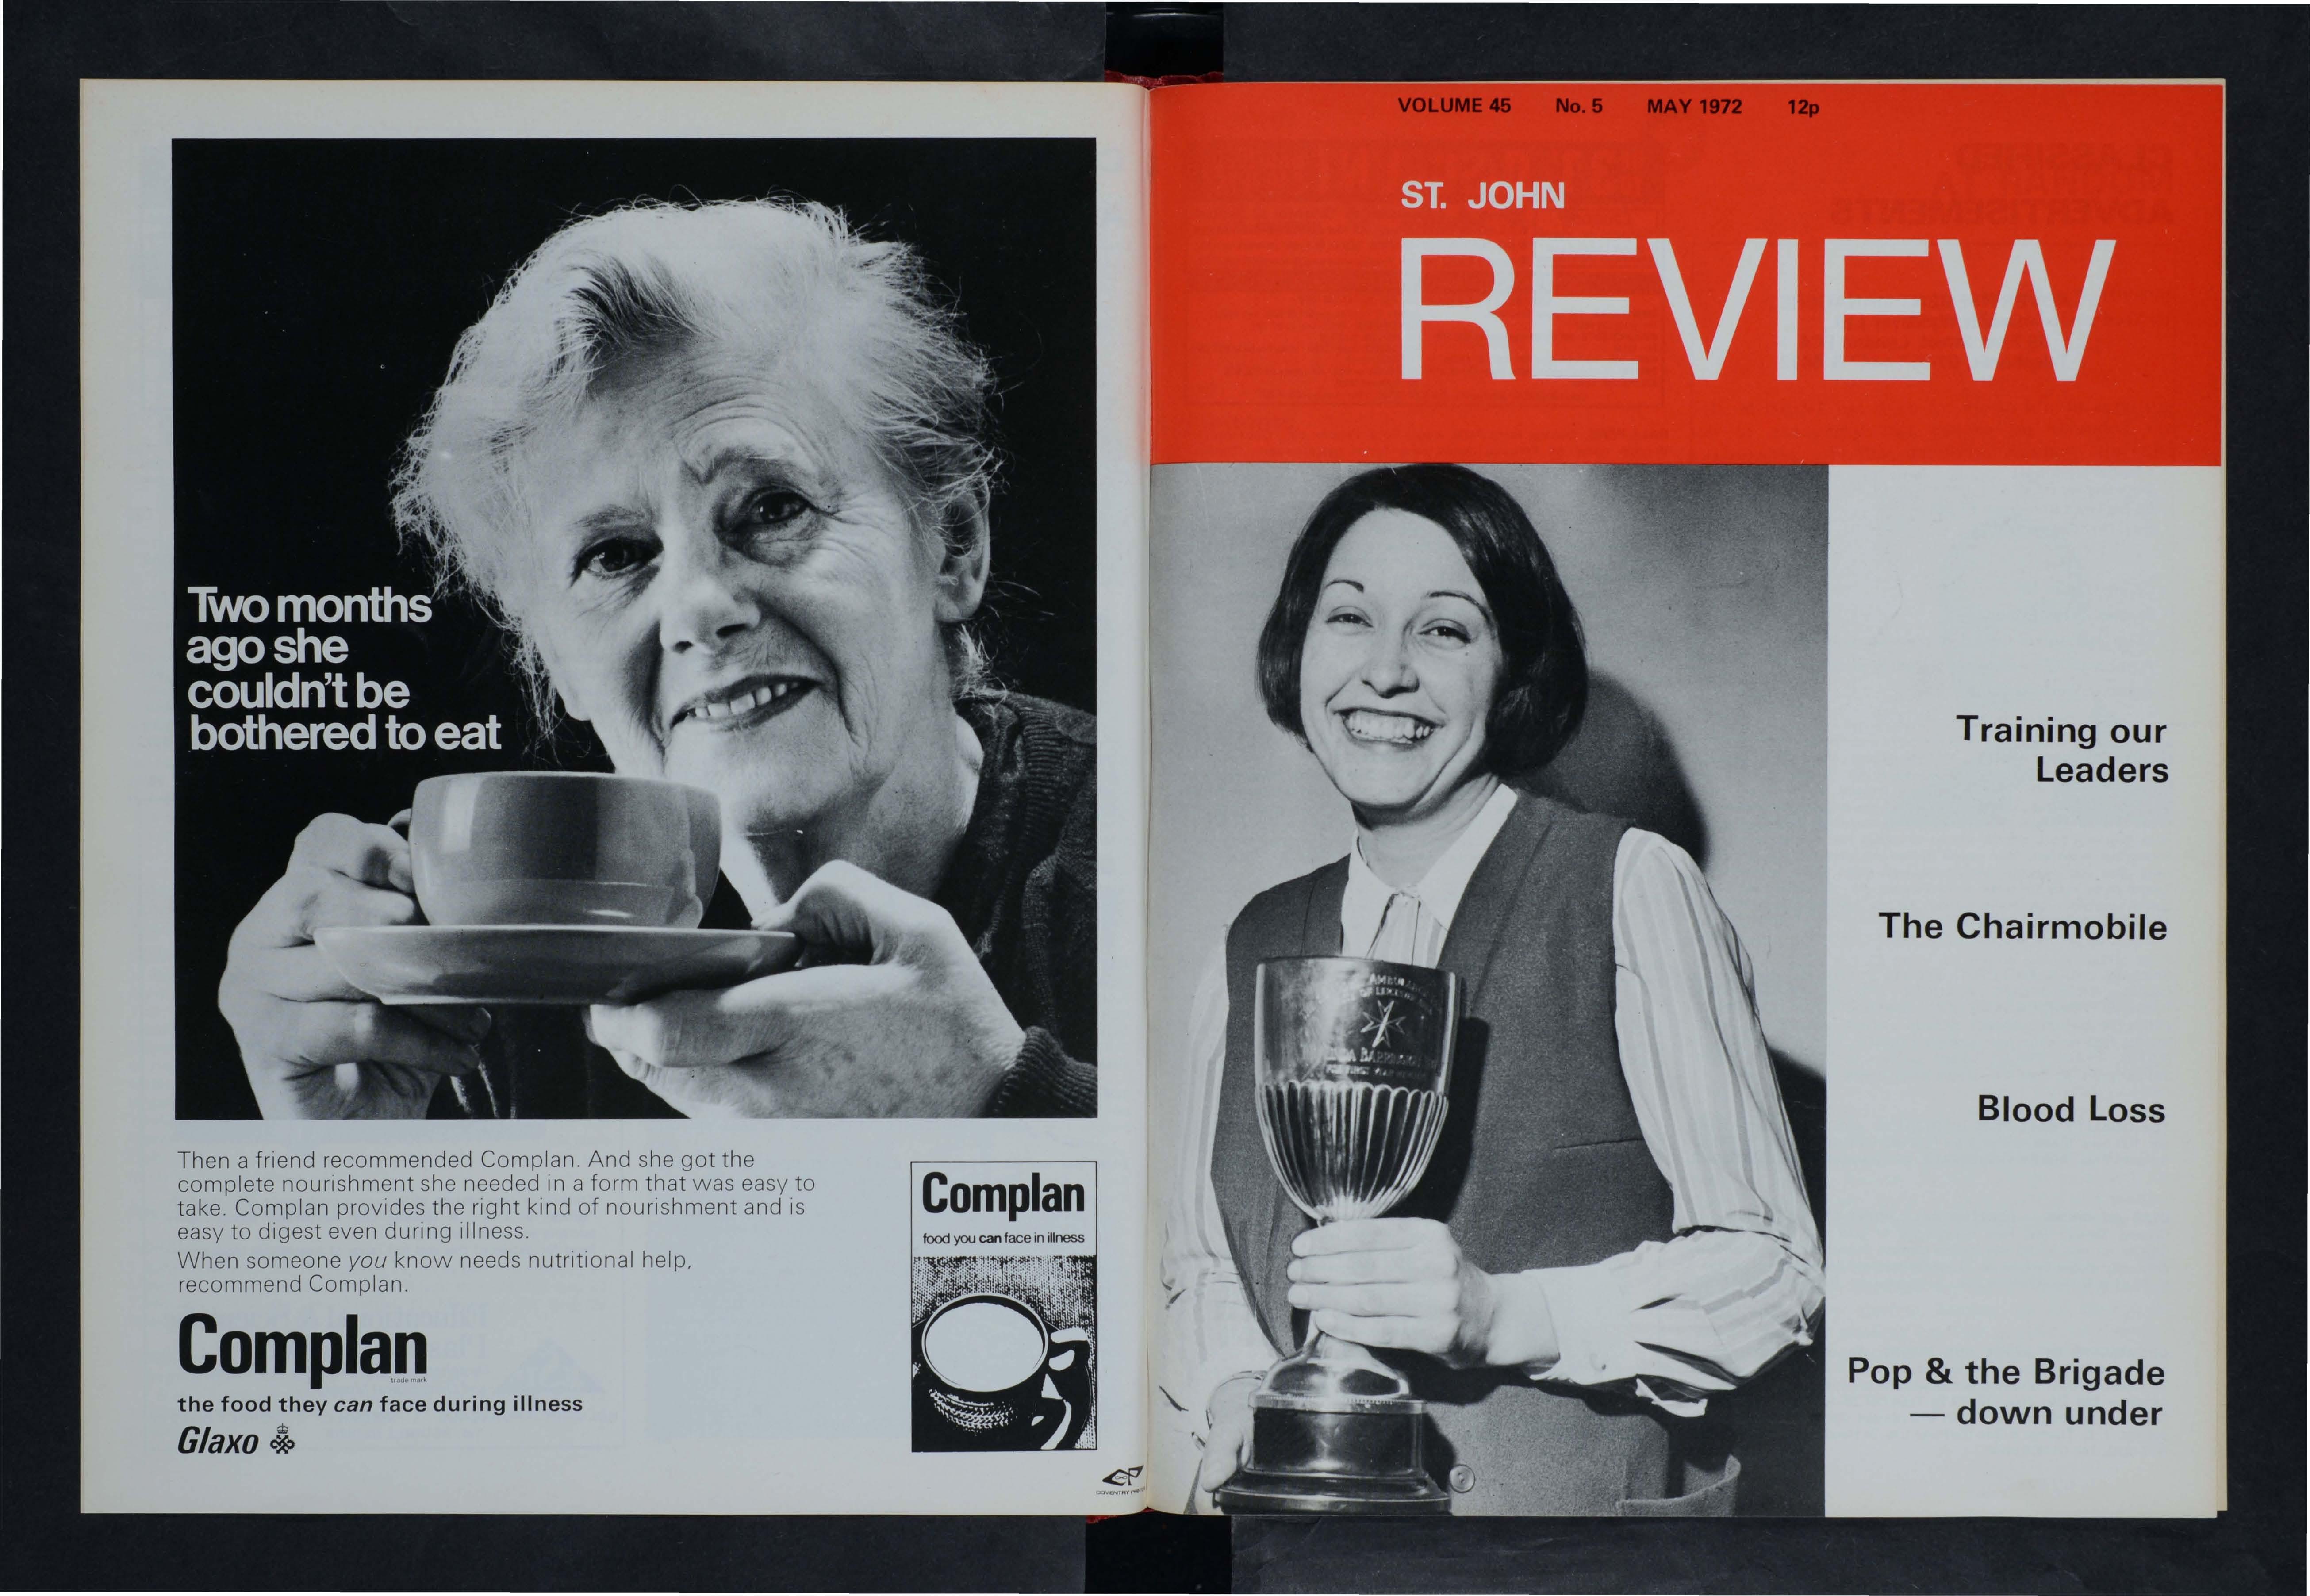 Two months
ago she
couldn't be
bothered to eat
Then a friend recommended Complan. And she got the
complete nourishment she needed in a form that was easy to
take. Complan provides the right kind of nourishment and is
easy to digest even during illness.
When someone you know needs nutritional help,
recommend Complan.
Complan
trade mark
the food they can face during illness
Glaxo
Complan
food you can face in illness
VOLUME 45 No. 5 MAY 1972 12p
ST. JOHN
REVIEW
Training our
Leaders
The Chairmobile
Blood Loss
Pop & the Brigade
— down under